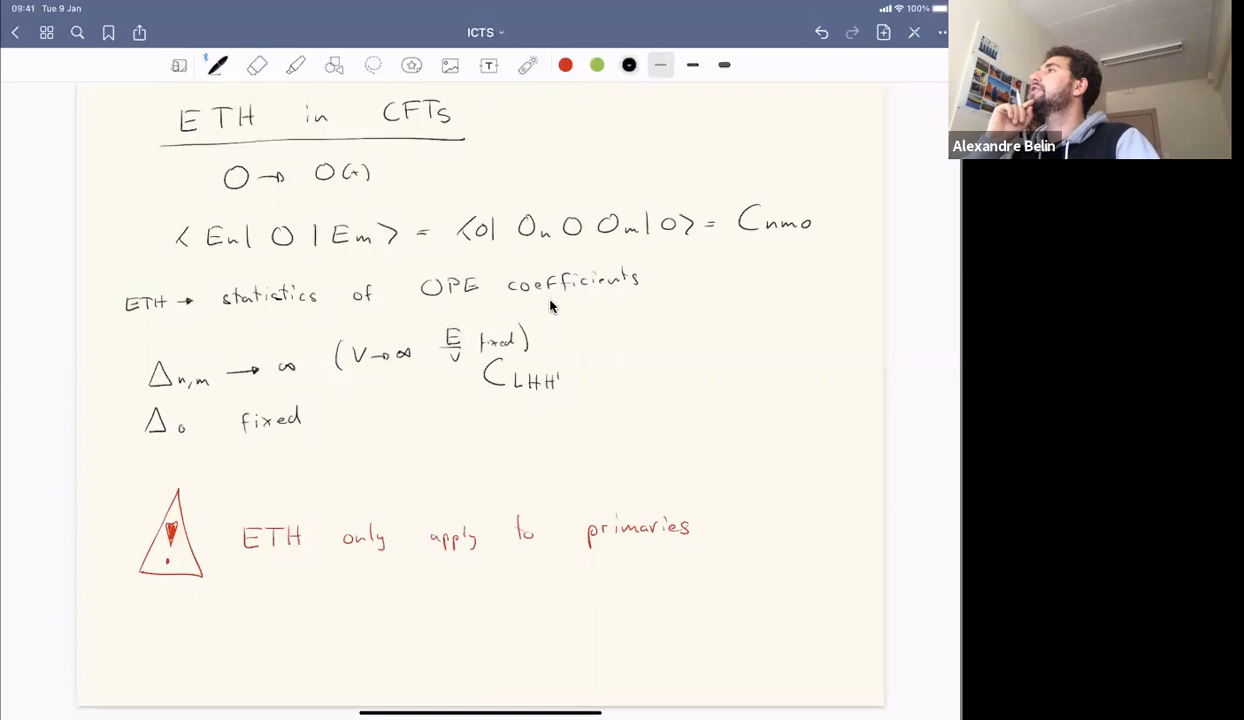 09:41 Tue 9 Jan
100%
ICTS
Alexandre Belin
ETH in CFTs
O → O(x)
< En | O | Em > = <0| On O Om |0> = Cnmo
ETH → statistics of OPE coefficients
Δn,m → ∞ (V→∞ E/V fixed)
CLHH'
Δo fixed
! ETH only apply to primaries